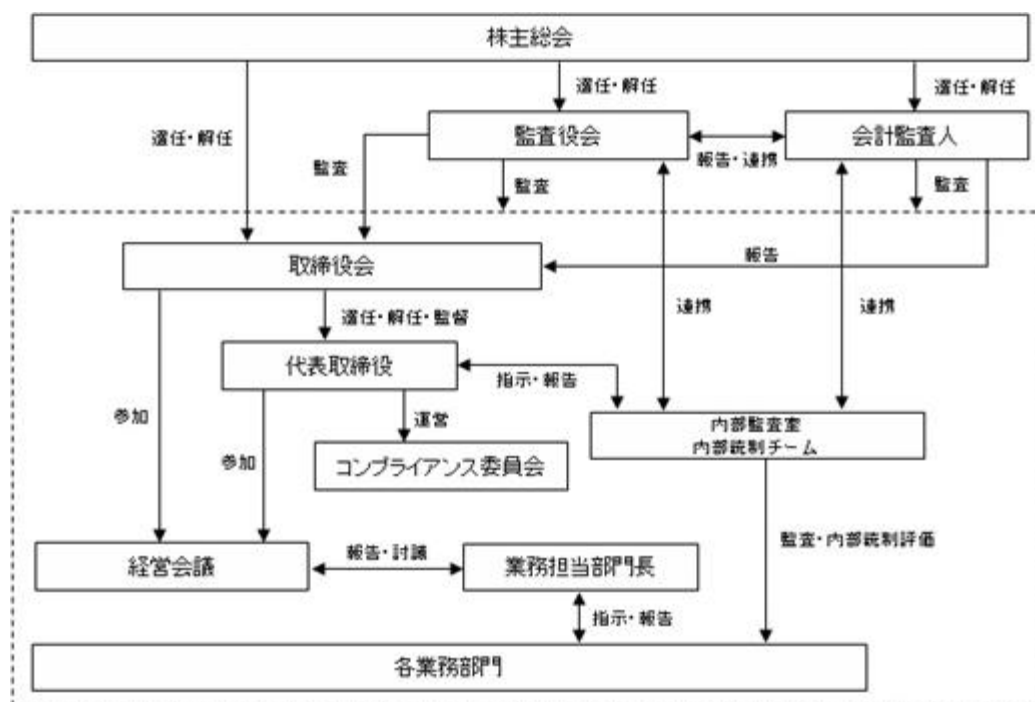 株主総会
選任・解任
選任・解任
選任・解任
監査役会
会計監査人
報告・連携
監査
監査
監査
取締役会
報告
選任・解任・監督
連携
連携
代表取締役
指示・報告
参加
運営
内部監査室
内部統制チーム
参加
コンプライアンス委員会
監査・内部統制評価
経営会議
報告・討議
業務担当部門長
指示・報告
各業務部門